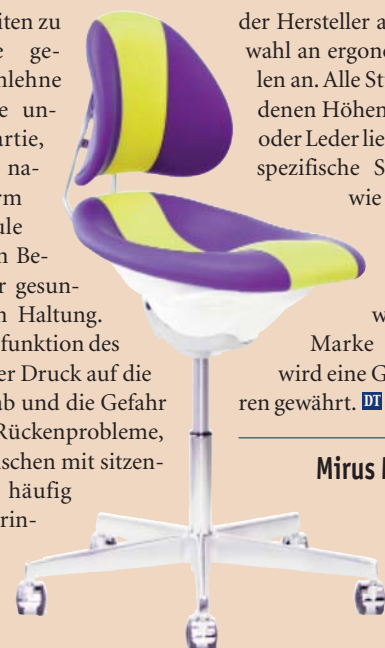 iten zu
e ge-
nlehne
e un-
artie,
na-
rm
ule
n Be-
r gesun-
n Haltung.
funktion des
er Druck auf die
ab und die Gefahr
Rückenprobleme,
schen mit sitzen-
häufig
rin-
der Hersteller a
wahl an ergono
len an. Alle St
denen Höhen
oder Leder lie
spezifische S
wie
w
Marke
wird eine G
ren gewährt. DT
Mirus M